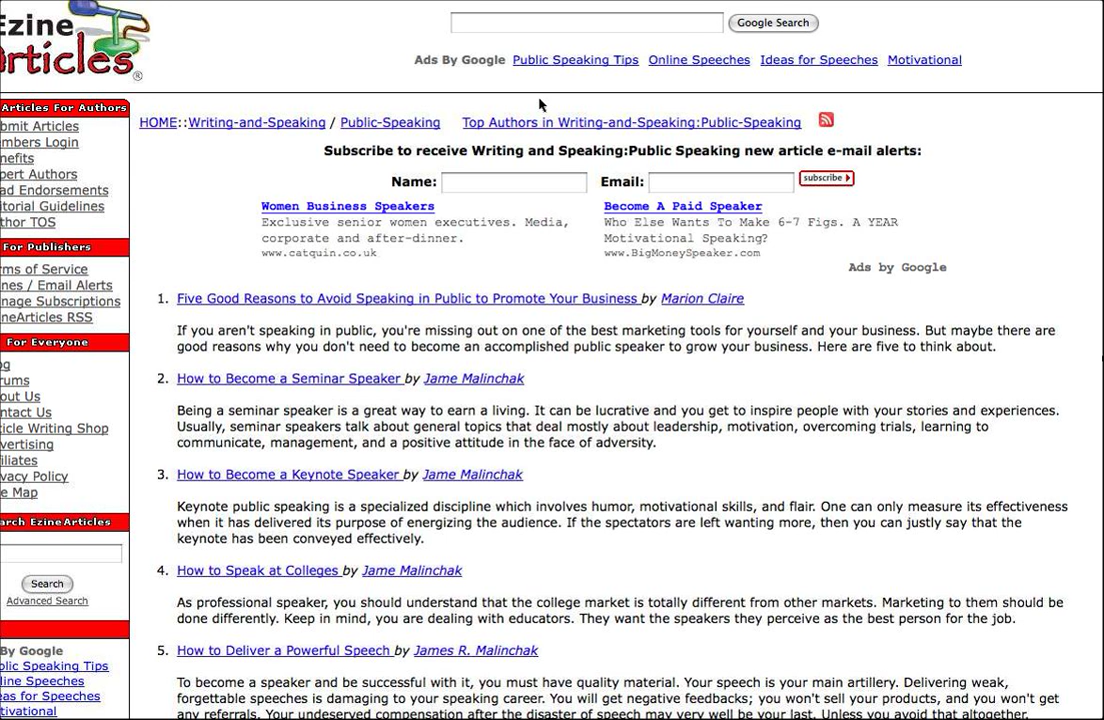 Ezine
Articles®
Google Search
Ads By Google Public Speaking Tips Online Speeches Ideas for Speeches Motivational
Articles For Authors
bmit Articles
mbers Login
nefits
pert Authors
ad Endorsements
itorial Guidelines
thor TOS
For Publishers
rms of Service
nes / Email Alerts
nage Subscriptions
neArticles RSS
For Everyone
og
rums
out Us
ntact Us
ticle Writing Shop
vertising
filiates
vacy Policy
e Map
arch EzineArticles
Search
Advanced Search
By Google
blic Speaking Tips
line Speeches
eas for Speeches
tivational
HOME::Writing-and-Speaking / Public-Speaking Top Authors in Writing-and-Speaking:Public-Speaking
Subscribe to receive Writing and Speaking:Public Speaking new article e-mail alerts:
Name: Email: subscribe
Women Business Speakers
Exclusive senior women executives. Media,
corporate and after-dinner.
www.catquin.co.uk
Become A Paid Speaker
Who Else Wants To Make 6-7 Figs. A YEAR
Motivational Speaking?
www.BigMoneySpeaker.com
Ads by Google
1. Five Good Reasons to Avoid Speaking in Public to Promote Your Business by Marion Claire
If you aren't speaking in public, you're missing out on one of the best marketing tools for yourself and your business. But maybe there are
good reasons why you don't need to become an accomplished public speaker to grow your business. Here are five to think about.
2. How to Become a Seminar Speaker by Jame Malinchak
Being a seminar speaker is a great way to earn a living. It can be lucrative and you get to inspire people with your stories and experiences.
Usually, seminar speakers talk about general topics that deal mostly about leadership, motivation, overcoming trials, learning to
communicate, management, and a positive attitude in the face of adversity.
3. How to Become a Keynote Speaker by Jame Malinchak
Keynote public speaking is a specialized discipline which involves humor, motivational skills, and flair. One can only measure its effectiveness
when it has delivered its purpose of energizing the audience. If the spectators are left wanting more, then you can justly say that the
keynote has been conveyed effectively.
4. How to Speak at Colleges by Jame Malinchak
As professional speaker, you should understand that the college market is totally different from other markets. Marketing to them should be
done differently. Keep in mind, you are dealing with educators. They want the speakers they perceive as the best person for the job.
5. How to Deliver a Powerful Speech by James R. Malinchak
To become a speaker and be successful with it, you must have quality material. Your speech is your main artillery. Delivering weak,
forgettable speeches is damaging to your speaking career. You will get negative feedbacks; you won't sell your products, and you won't get
any referrals. Your undeserved compensation after the disaster of speech may very well be your last. Unless you avoid that altogether,